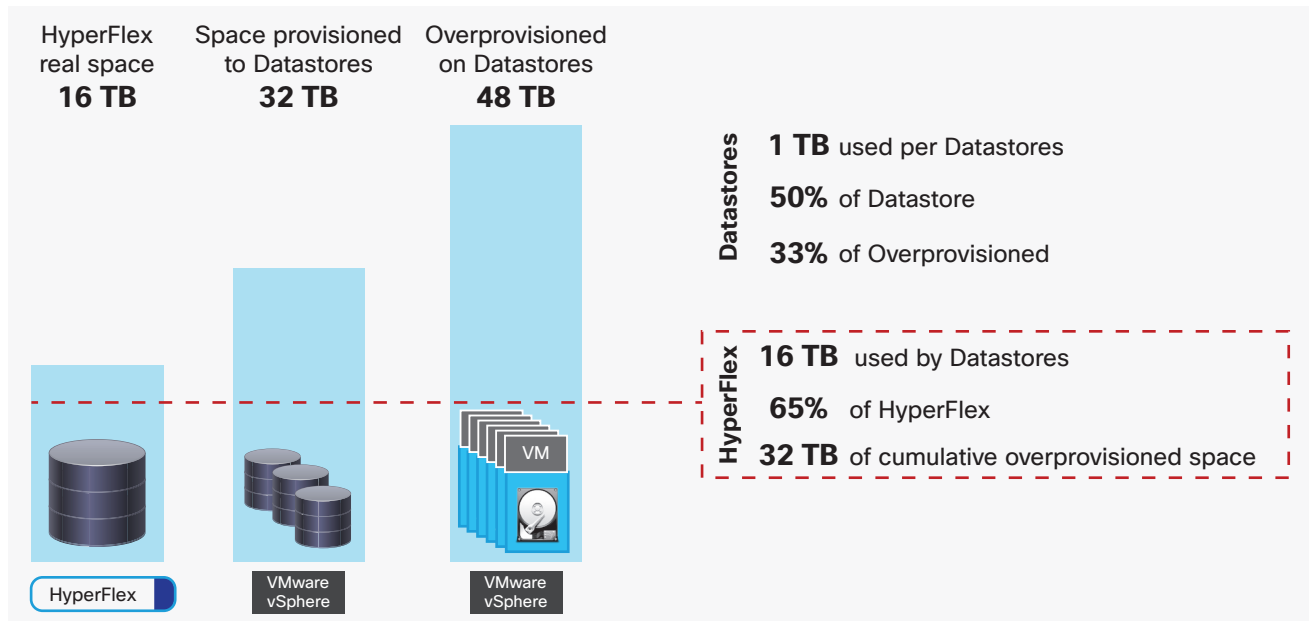 HyperFlex
real space
16 TB
Space provisioned
to Datastores
32 TB
Overprovisioned
on Datastores
48 TB
Datastores
1 TB used per Datastores
50% of Datastore
33% of Overprovisioned
HyperFlex
16 TB used by Datastores
65% of HyperFlex
32 TB of cumulative overprovisioned space
VM
HyperFlex
VMware
vSphere
VMware
vSphere